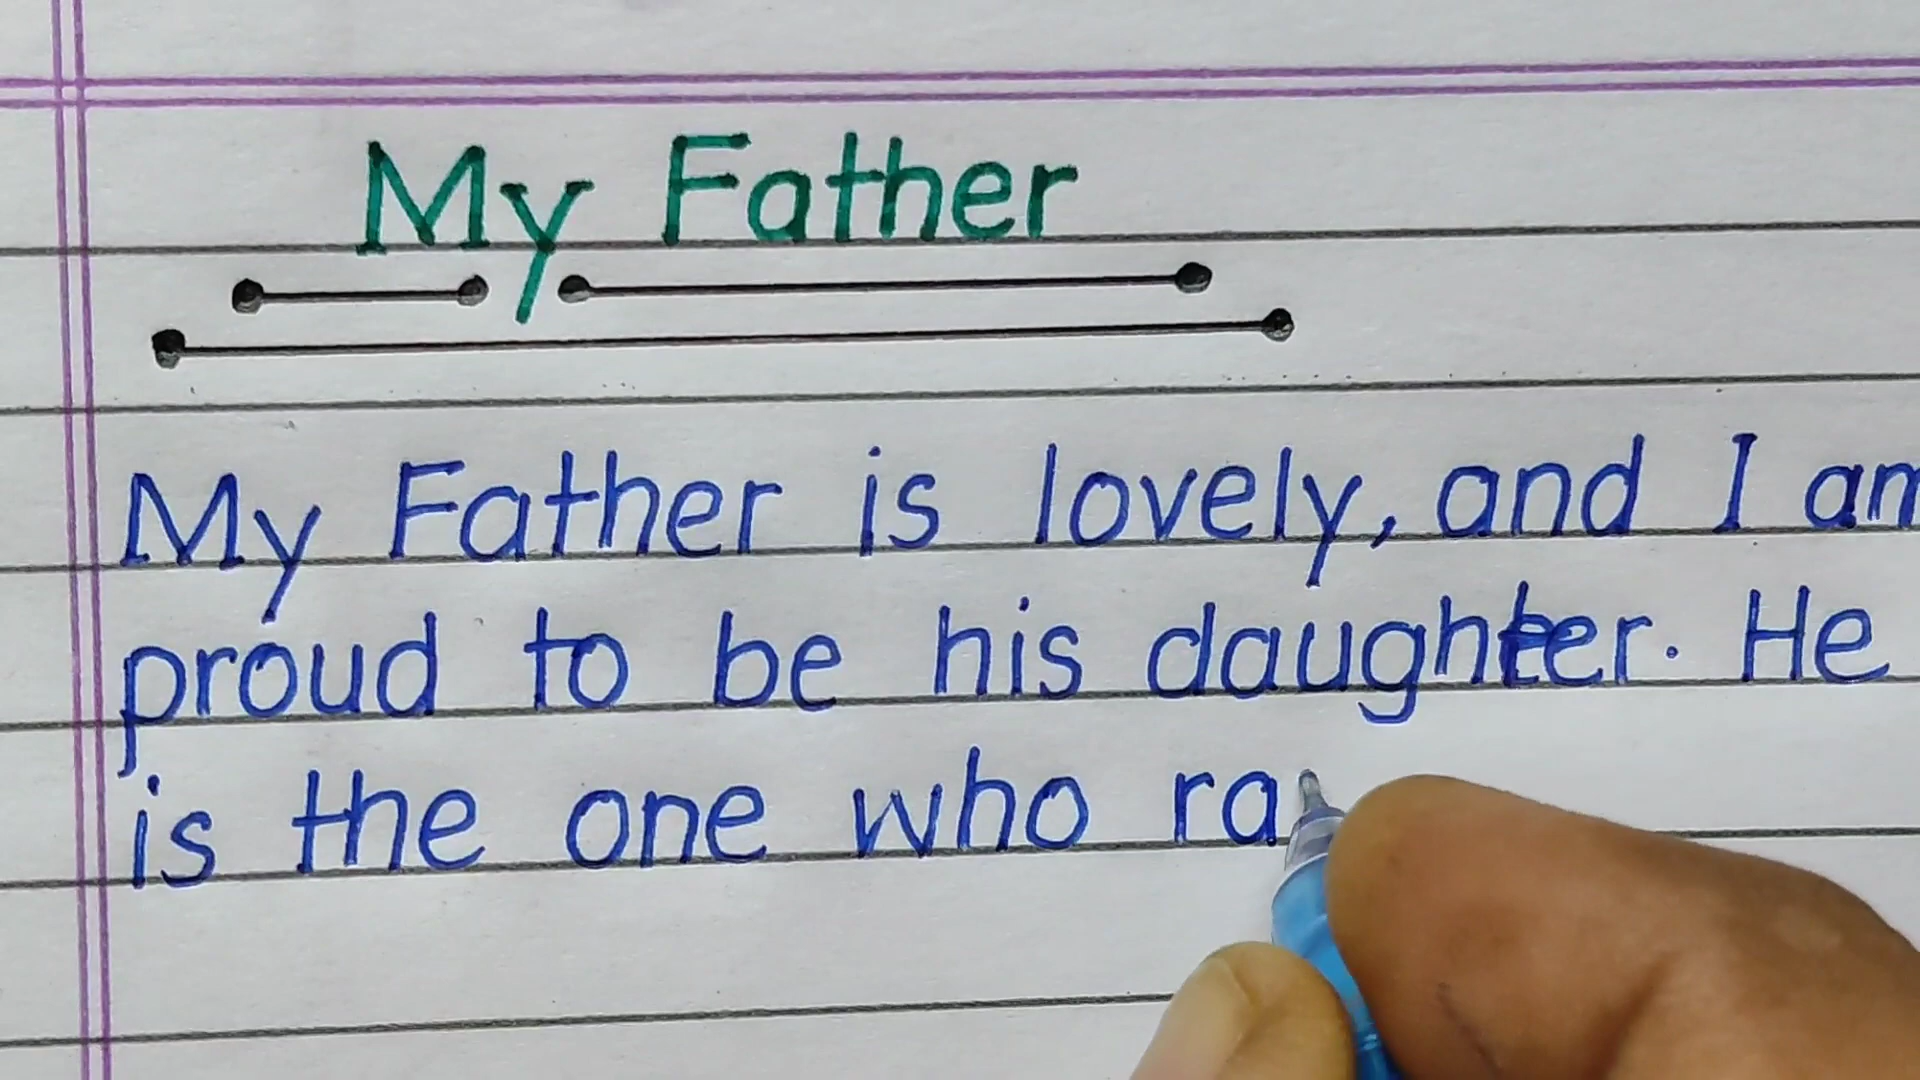 My Father
My Father is lovely, and I am
proud to be his daughter. He
is the one who ra